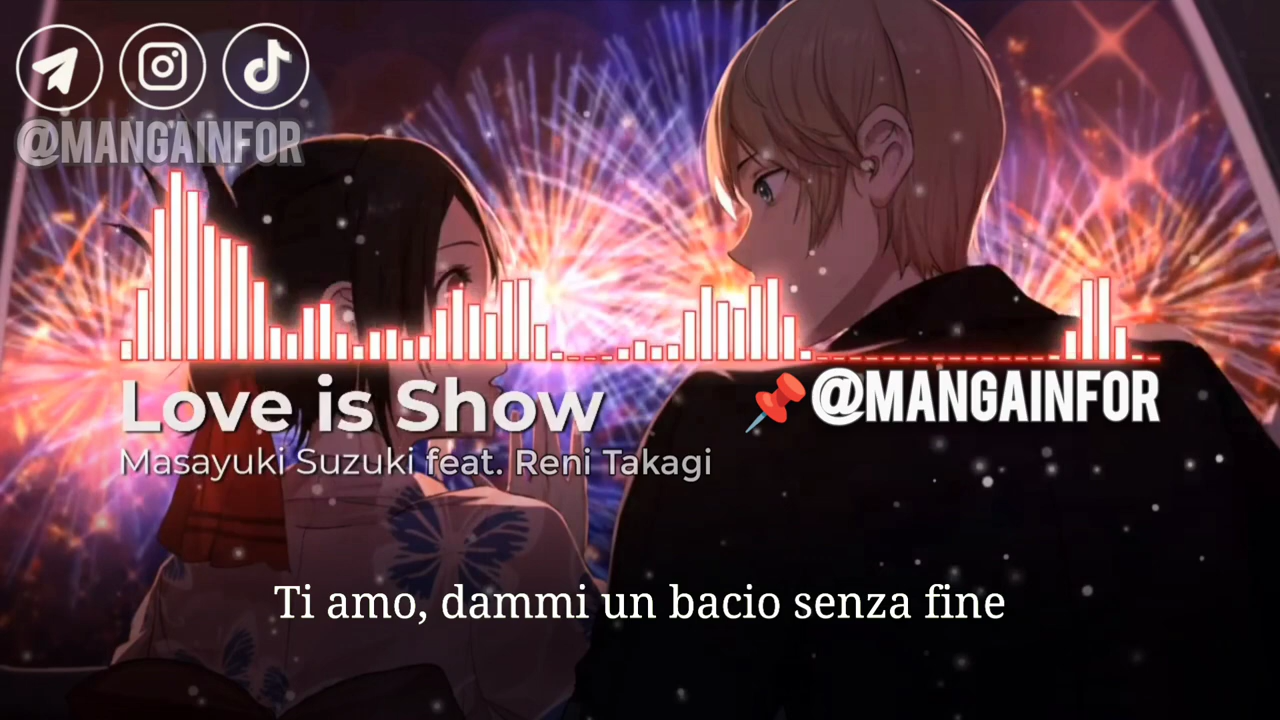 @MANGAINFOR
Love is Show
📌@MANGAINFOR
Masayuki Suzuki feat. Reni Takagi
Ti amo, dammi un bacio senza fine